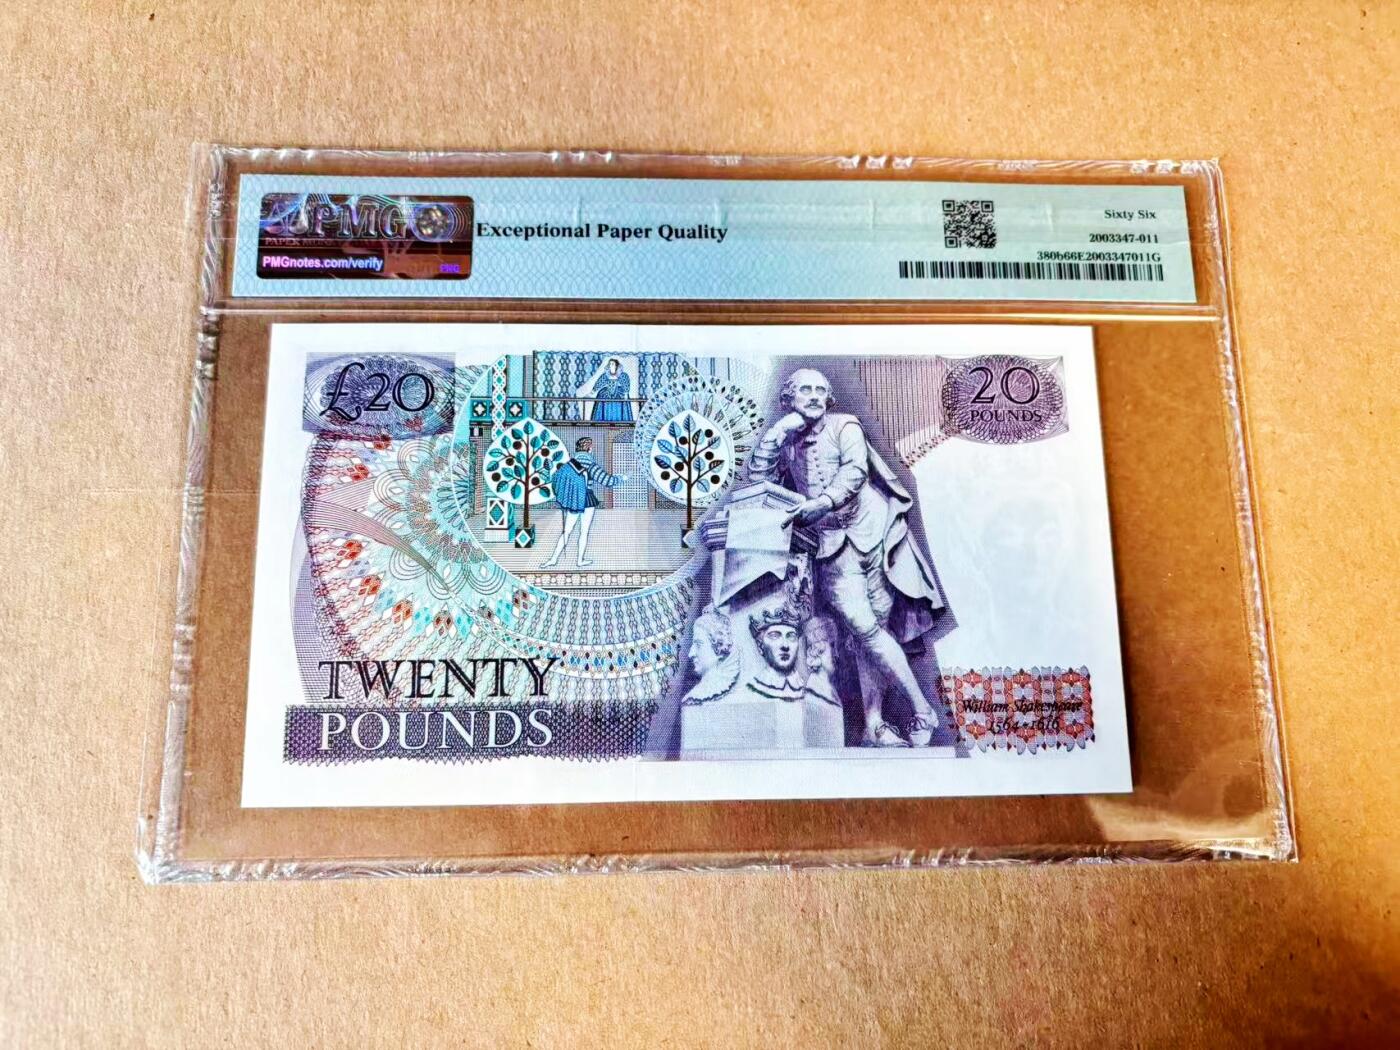 PMG
PMGnotes.com/verify
Exceptional Paper Quality
Sixty Six
2003347-011
380b66E2003347011G
£20
20
POUNDS
TWENTY
POUNDS
William Shakespeare
1564-1616